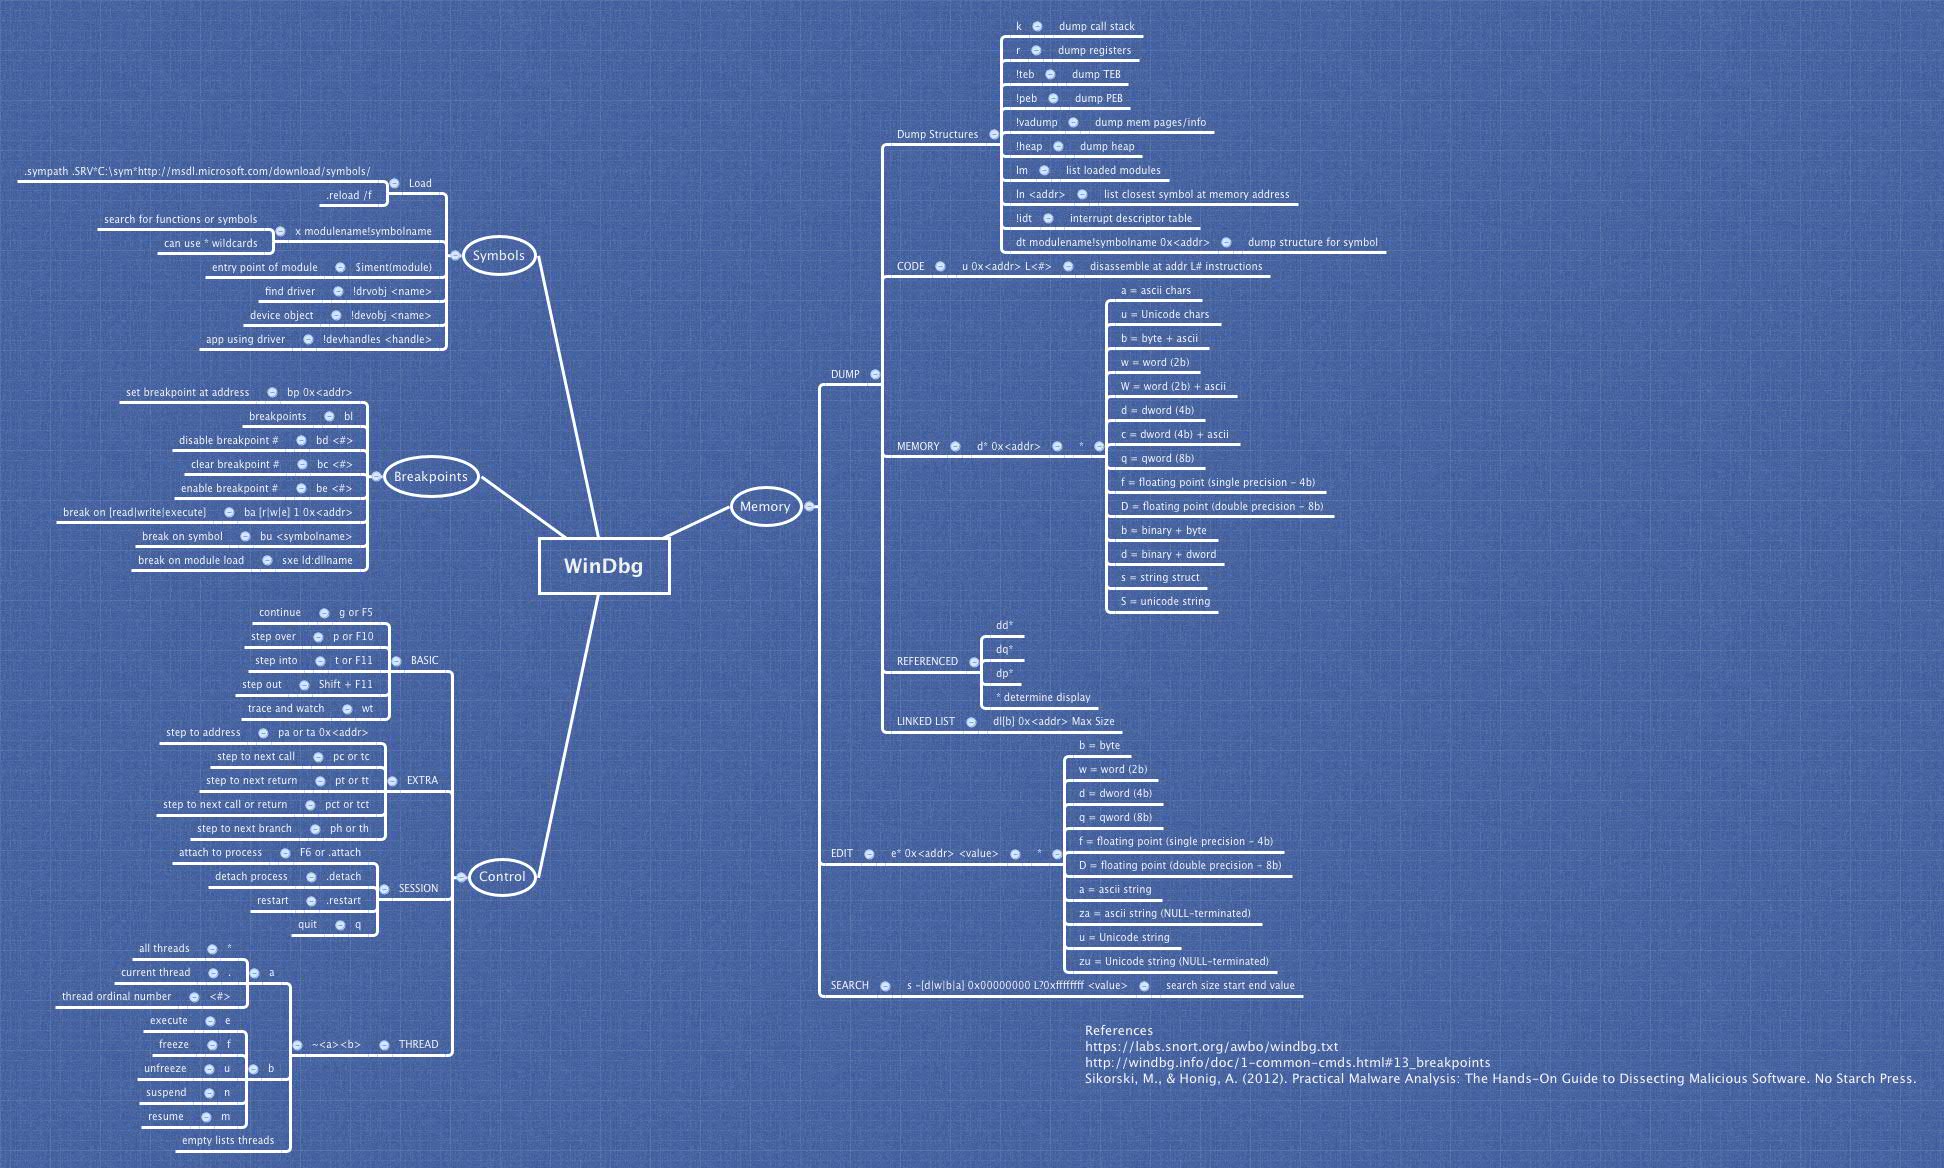 WinDbg
Symbols
Load
.sympath .SRV*C:\sym*http://msdl.microsoft.com/download/symbols/
.reload /f
x modulename!symbolname
search for functions or symbols
can use * wildcards
entry point of module $iment(module)
find driver !drvobj <name>
device object !devobj <name>
app using driver !devhandles <handle>
Breakpoints
set breakpoint at address bp 0x<addr>
breakpoints bl
disable breakpoint # bd <#>
clear breakpoint # bc <#>
enable breakpoint # be <#>
break on [read|write|execute] ba [r|w|e] 1 0x<addr>
break on symbol bu <symbolname>
break on module load sxe ld:dllname
Control
BASIC
continue g or F5
step over p or F10
step into t or F11
step out Shift + F11
trace and watch wt
EXTRA
step to address pa or ta 0x<addr>
step to next call pc or tc
step to next return pt or tt
step to next call or return pct or tct
step to next branch ph or th
SESSION
attach to process F6 or .attach
detach process .detach
restart .restart
quit q
THREAD
~<a><b>
a
all threads *
current thread .
thread ordinal number <#>
b
execute e
freeze f
unfreeze u
suspend n
resume m
empty lists threads
Memory
DUMP
Dump Structures
k dump call stack
r dump registers
!teb dump TEB
!peb dump PEB
!vadump dump mem pages/info
!heap dump heap
lm list loaded modules
ln <addr> list closest symbol at memory address
!idt interrupt descriptor table
dt modulename!symbolname 0x<addr> dump structure for symbol
CODE u 0x<addr> L<#> disassemble at addr L# instructions
MEMORY d* 0x<addr> *
a = ascii chars
u = Unicode chars
b = byte + ascii
w = word (2b)
W = word (2b) + ascii
d = dword (4b)
c = dword (4b) + ascii
q = qword (8b)
f = floating point (single precision - 4b)
D = floating point (double precision - 8b)
b = binary + byte
d = binary + dword
s = string struct
S = unicode string
REFERENCED
dd*
dq*
dp*
* determine display
LINKED LIST dl[b] 0x<addr> Max Size
EDIT e* 0x<addr> <value> *
b = byte
w = word (2b)
d = dword (4b)
q = qword (8b)
f = floating point (single precision - 4b)
D = floating point (double precision - 8b)
a = ascii string
za = ascii string (NULL-terminated)
u = Unicode string
zu = Unicode string (NULL-terminated)
SEARCH s -[d|w|b|a] 0x00000000 L?0xffffffff <value> search size start end value
References
https://labs.snort.org/awbo/windbg.txt
http://windbg.info/doc/1-common-cmds.html#13_breakpoints
Sikorski, M., & Honig, A. (2012). Practical Malware Analysis: The Hands-On Guide to Dissecting Malicious Software. No Starch Press.